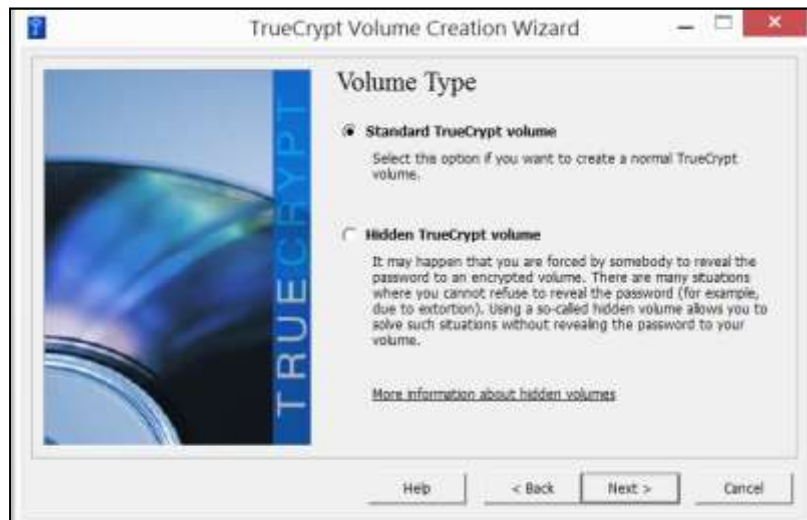 TrueCrypt Volume Creation Wizard
TRUECRYPT
Volume Type
Standard TrueCrypt volume
Select this option if you want to create a normal TrueCrypt
volume.
Hidden TrueCrypt volume
It may happen that you are forced by somebody to reveal the
password to an encrypted volume. There are many situations
where you cannot refuse to reveal the password (for example,
due to extortion). Using a so-called hidden volume allows you to
solve such situations without revealing the password to your
volume.
More information about hidden volumes
Help < Back Next > Cancel